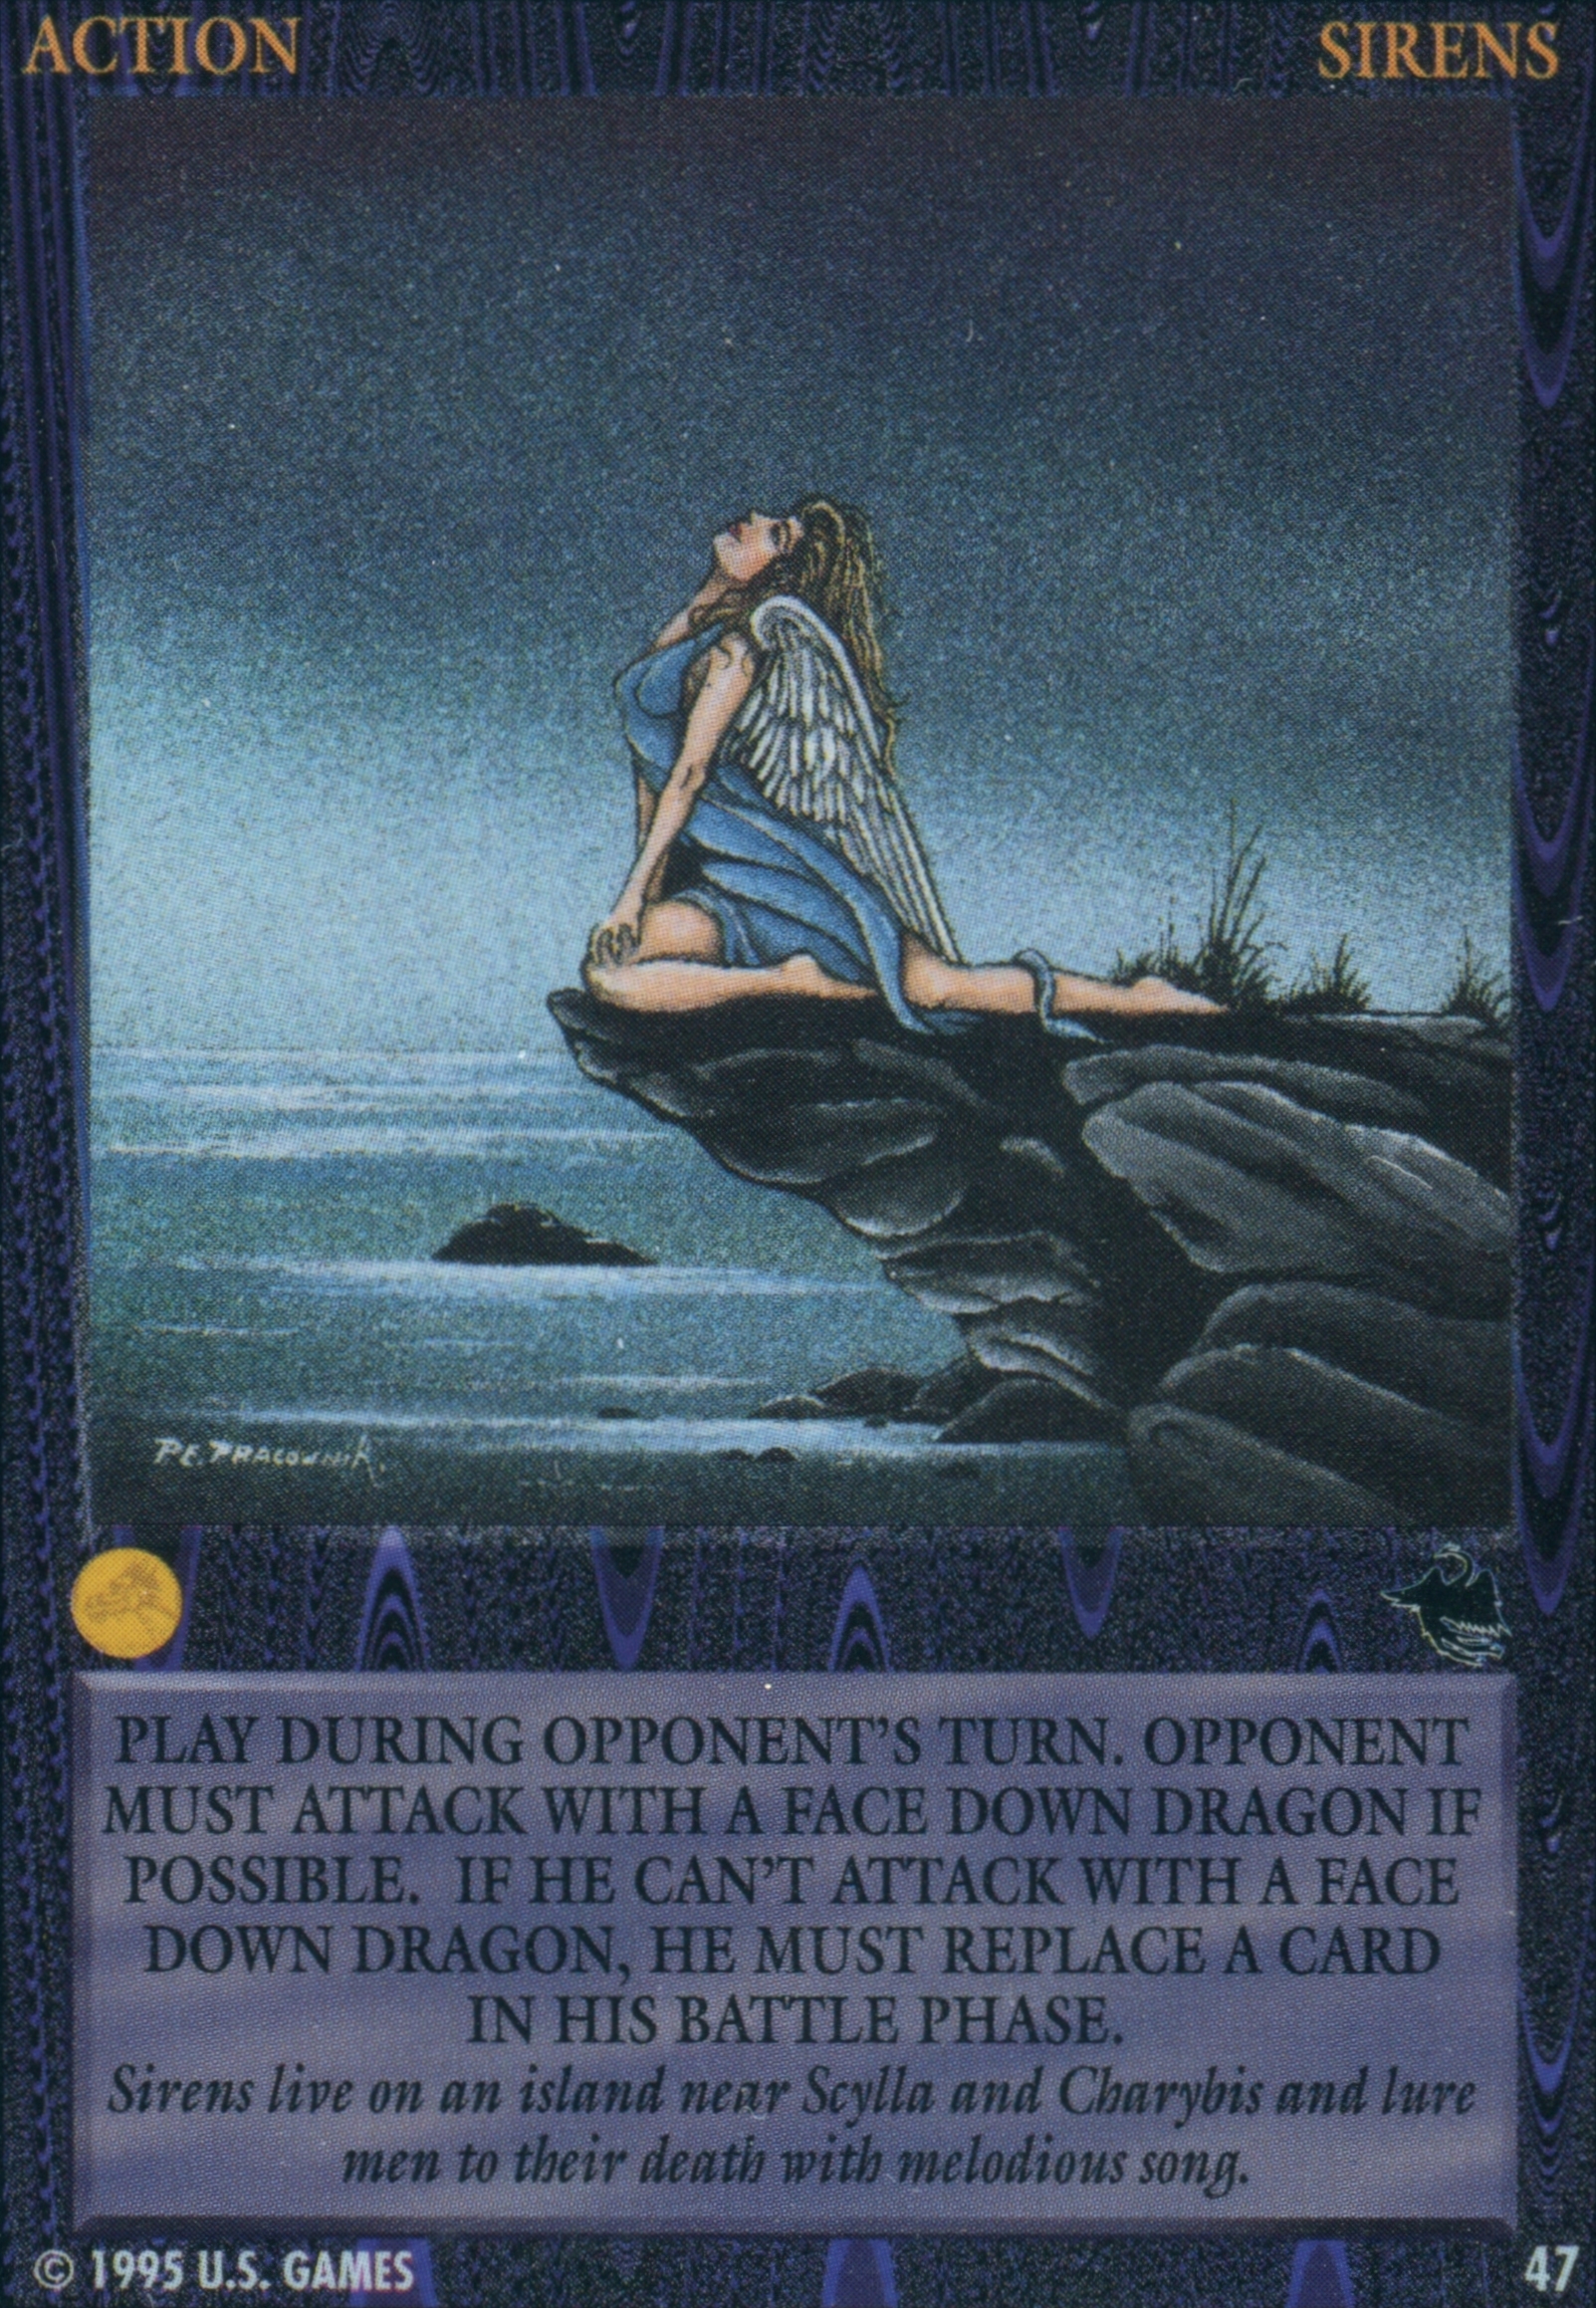 ACTION
SIRENS
P.E. PRACOWNIK.
PLAY DURING OPPONENT'S TURN. OPPONENT
MUST ATTACK WITH A FACE DOWN DRAGON IF
POSSIBLE. IF HE CAN'T ATTACK WITH A FACE
DOWN DRAGON, HE MUST REPLACE A CARD
IN HIS BATTLE PHASE.
Sirens live on an island near Scylla and Charybis and lure
men to their death with melodious song.
© 1995 U.S. GAMES
47